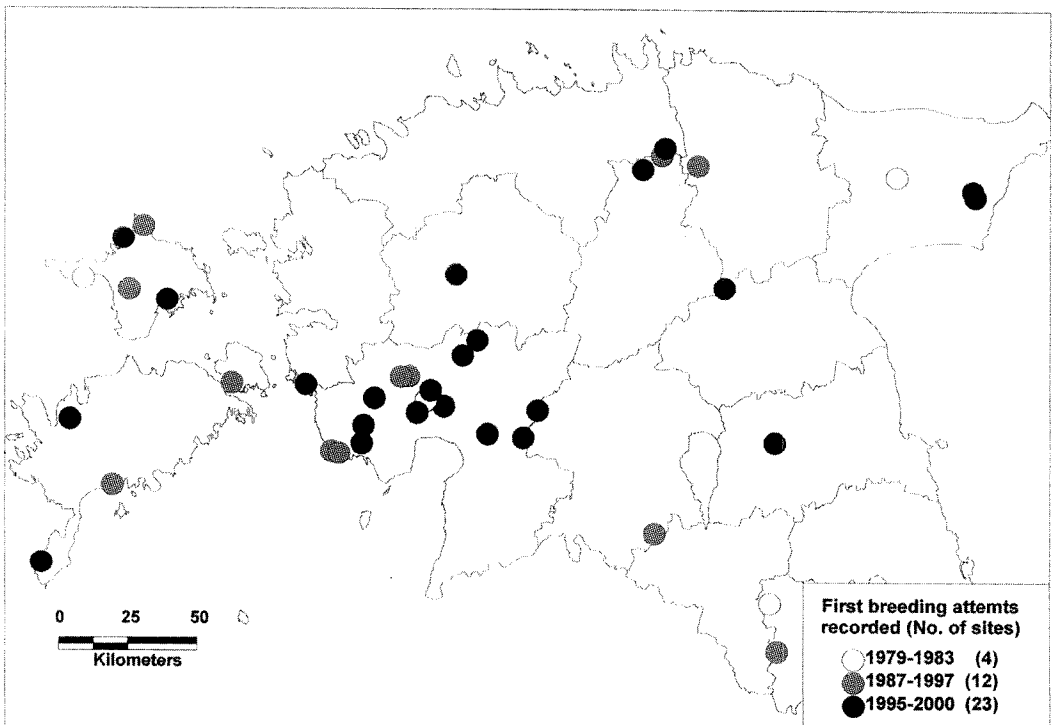 0 25 50
Kilometers
First breeding attemts
recorded (No. of sites)
1979-1983 (4)
1987-1997 (12)
1995-2000 (23)